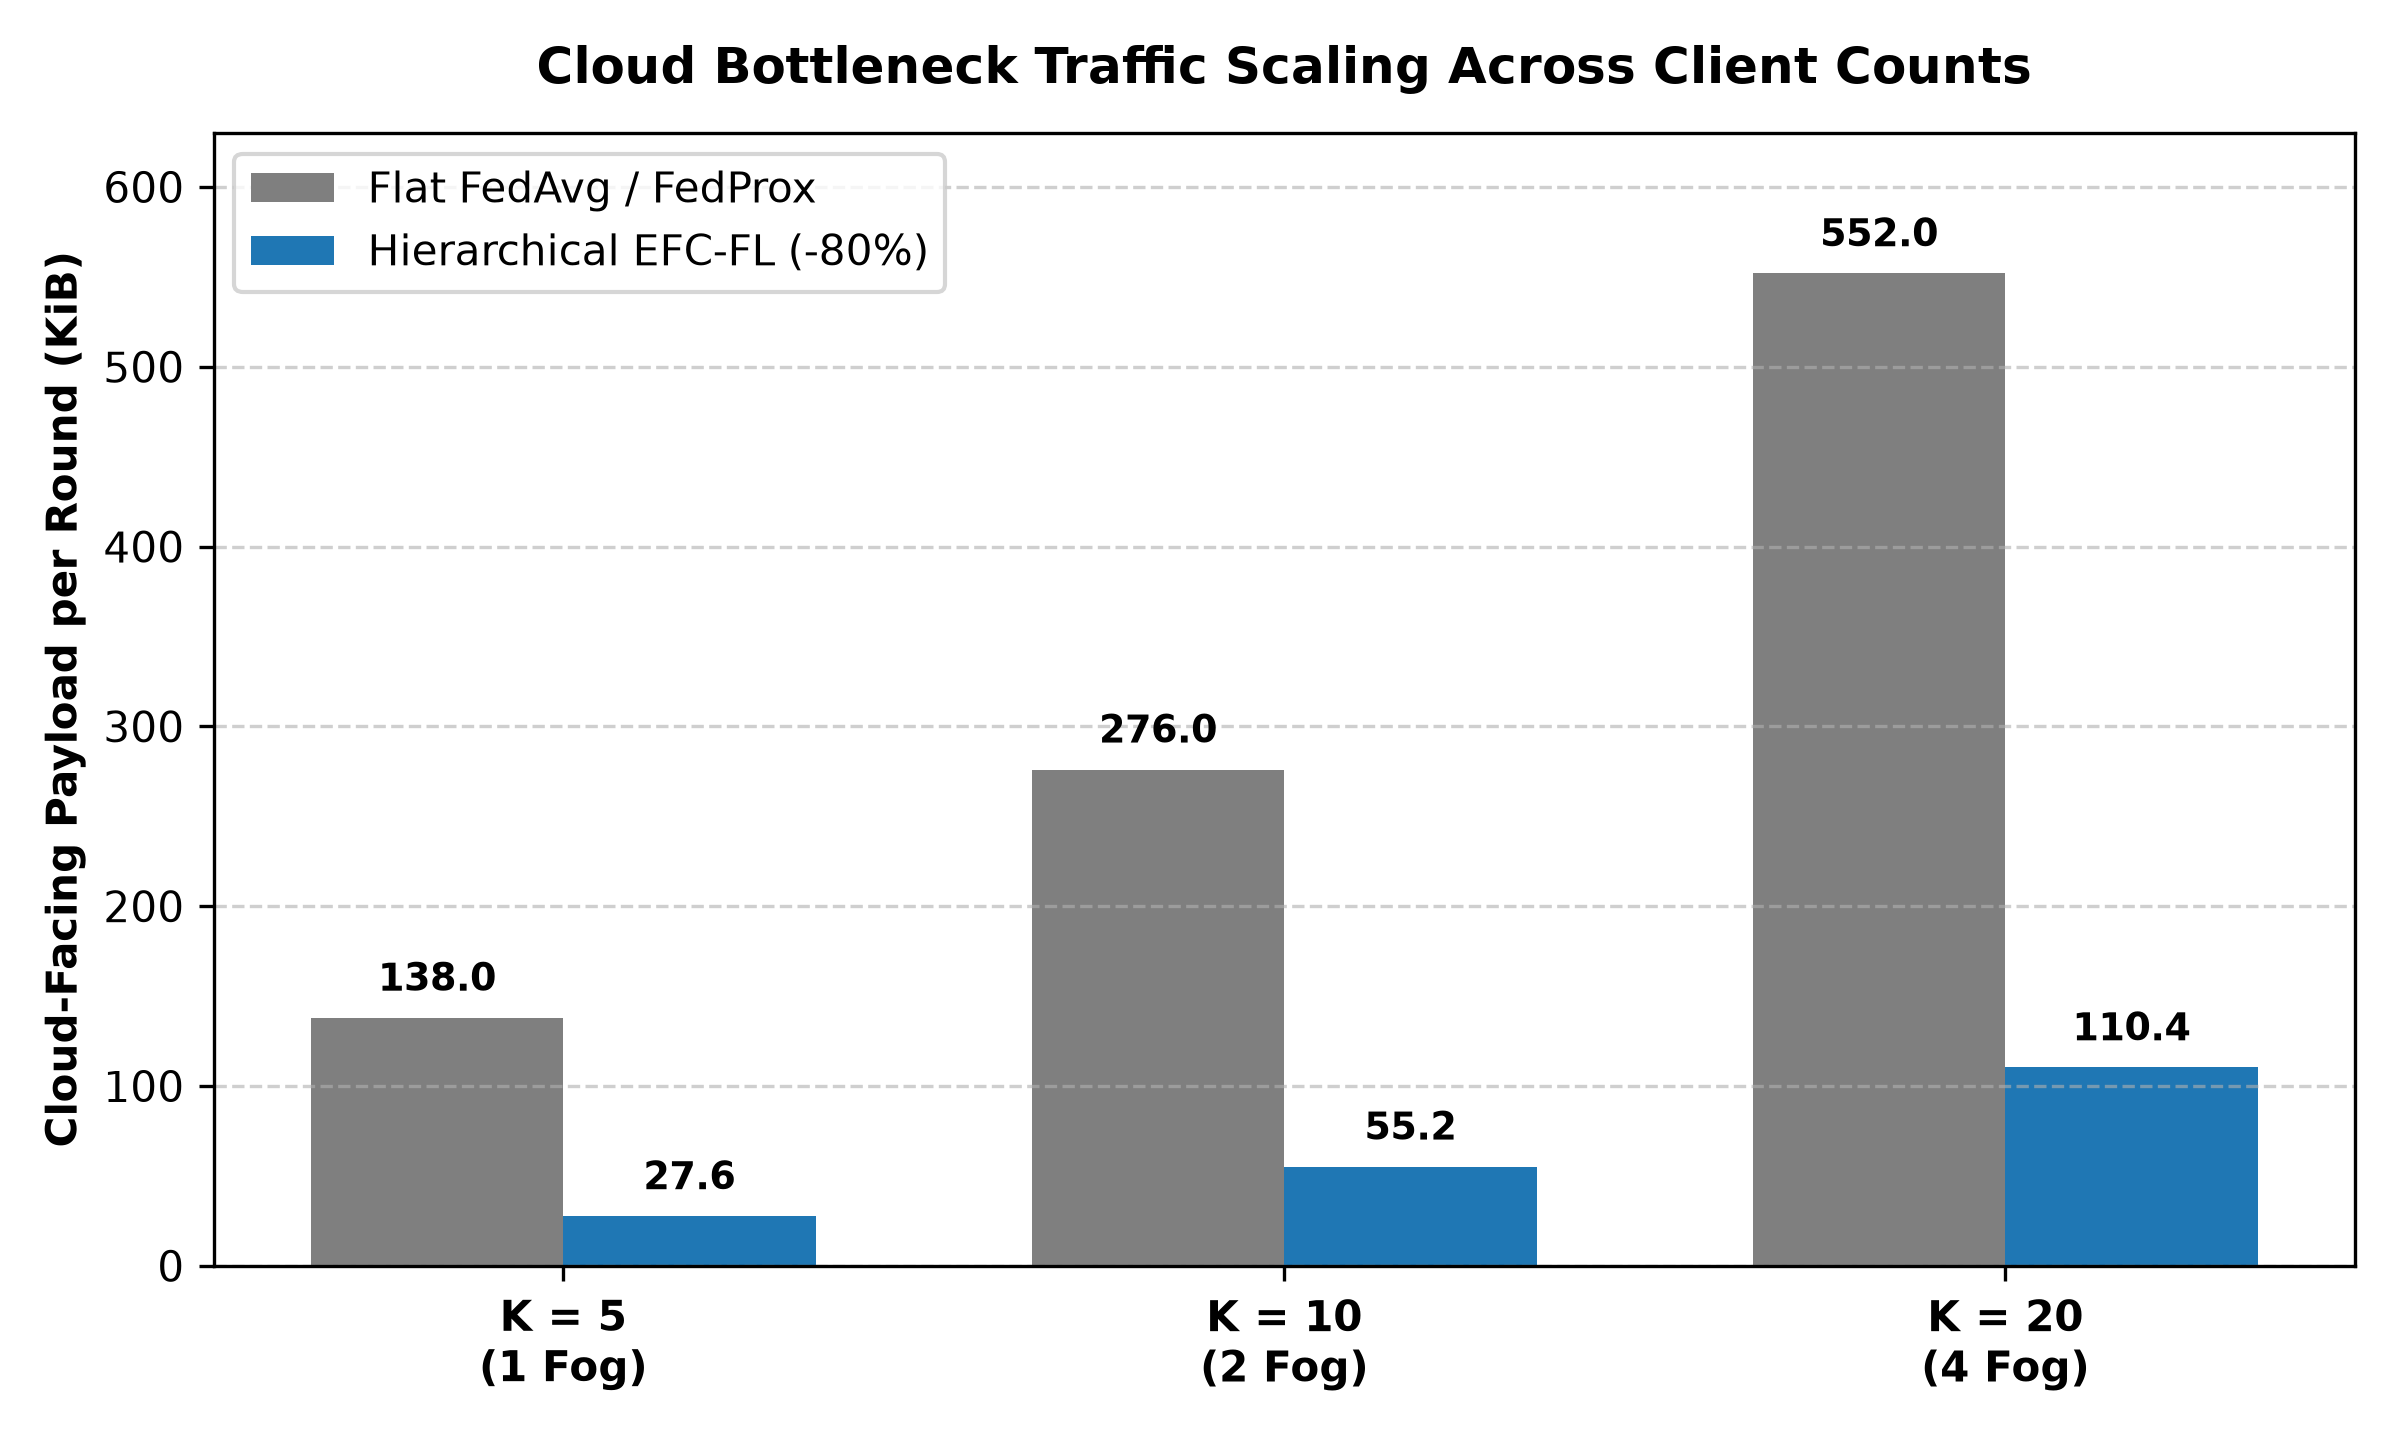 Cloud Bottleneck Traffic Scaling Across Client Counts
Flat FedAvg / FedProx
Hierarchical EFC-FL (-80%)
Cloud-Facing Payload per Round (KiB)
600
500
400
300
200
100
0
138.0
27.6
276.0
55.2
552.0
110.4
K = 5
(1 Fog)
K = 10
(2 Fog)
K = 20
(4 Fog)